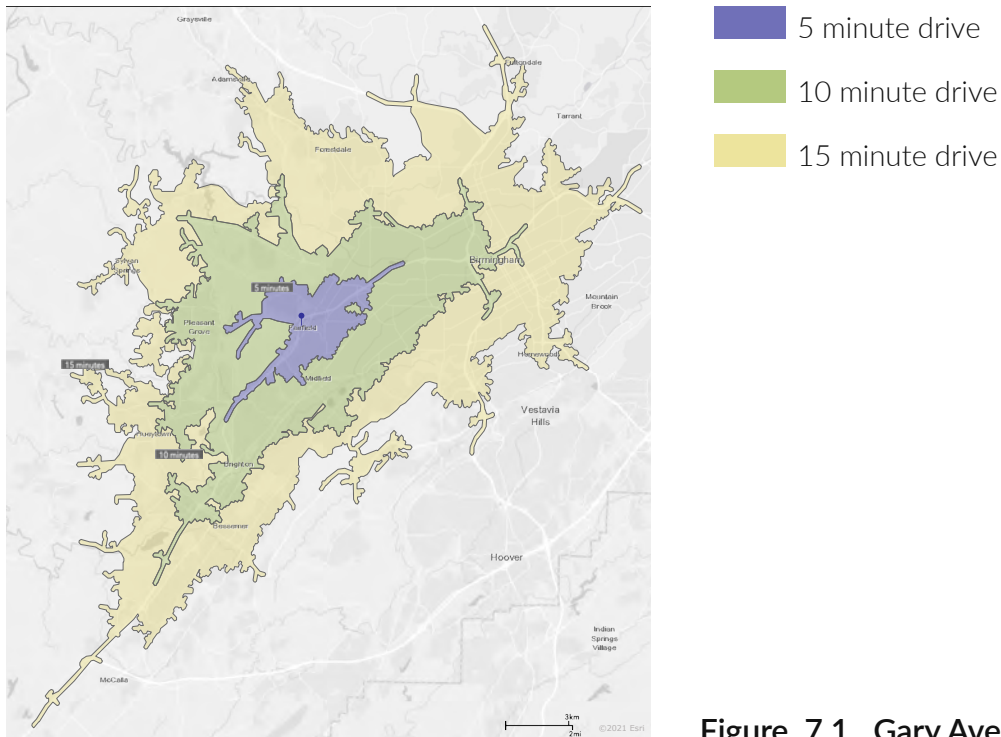 Graysville
5 minute drive
Fultondale
Adamsville
10 minute drive
Tarrant
Forestdale
15 minute drive
Sylvan
Springs
Birmingham
5 minutes
Mountain
Brook
Pleasant
Grove
Fairfield
Homewood
15 minutes
Midfield
Vestavia
Hills
Hueytown
10 minutes
Brighton
Bessemer
Hoover
Indian
Springs
Village
McCalla
3km
2mi
©2021 Esri
Figure 7.1 Gary Ave